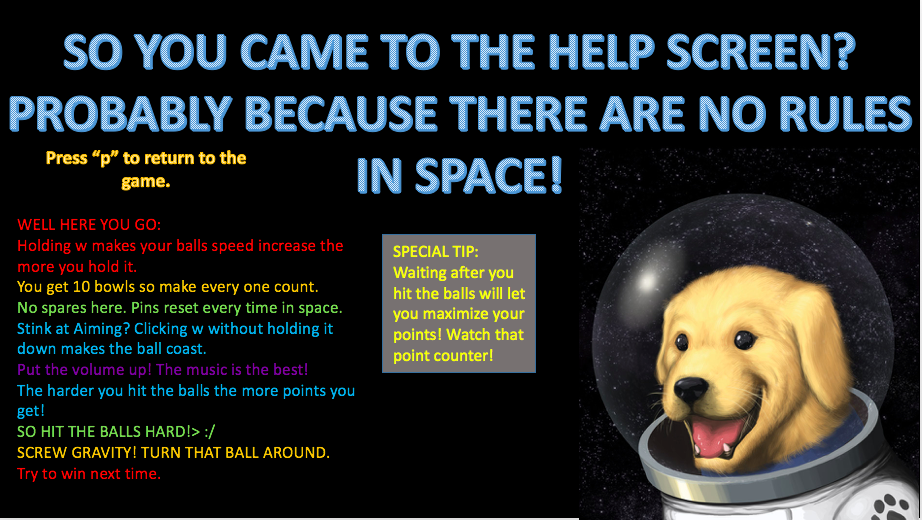 SO YOU CAME TO THE HELP SCREEN?
PROBABLY BECAUSE THERE ARE NO RULES
IN SPACE!
Press “p” to return to the
game.
WELL HERE YOU GO:
Holding w makes your balls speed increase the
more you hold it.
You get 10 bowls so make every one count.
No spares here. Pins reset every time in space.
Stink at Aiming? Clicking w without holding it
down makes the ball coast.
Put the volume up! The music is the best!
The harder you hit the balls the more points you
get!
SO HIT THE BALLS HARD!> :/
SCREW GRAVITY! TURN THAT BALL AROUND.
Try to win next time.
SPECIAL TIP:
Waiting after you
hit the balls will let
you maximize your
points! Watch that
point counter!